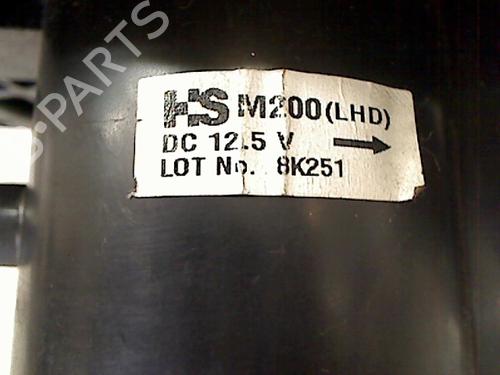 B-PARTS
HS M200 (LHD)
DC 12.5 V →
LOT No. 8K251